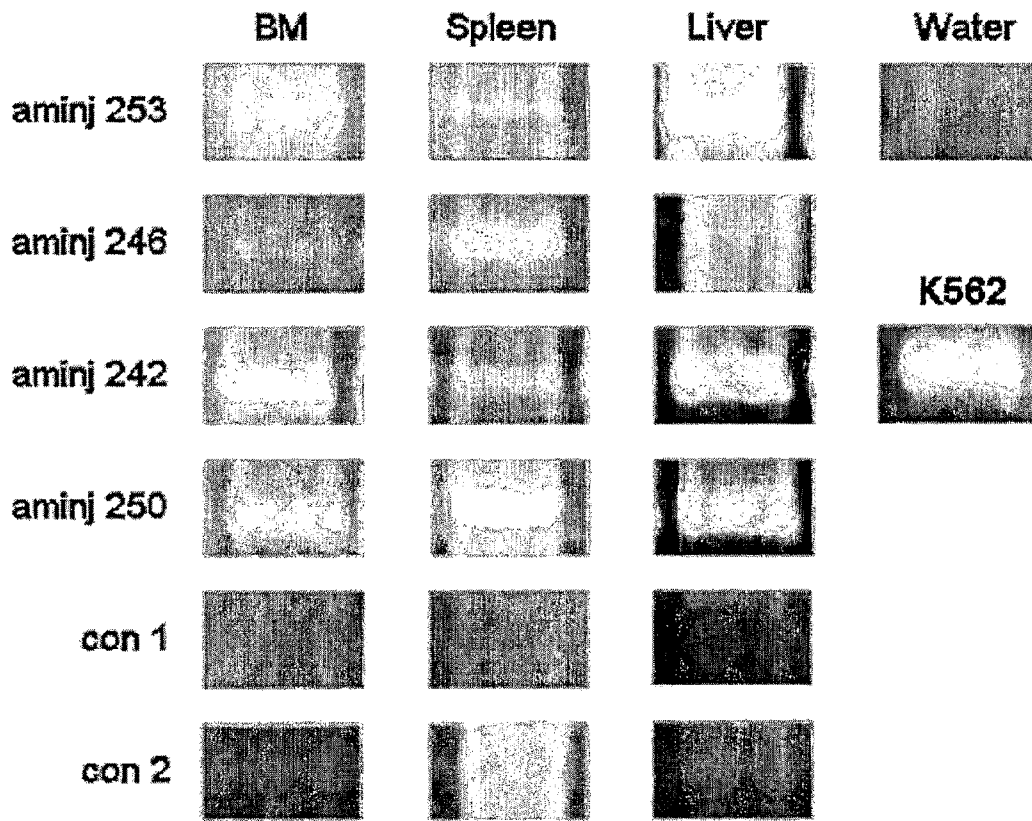 BM Spleen Liver Water
aminj 253
aminj 246
K562
aminj 242
aminj 250
con 1
con 2